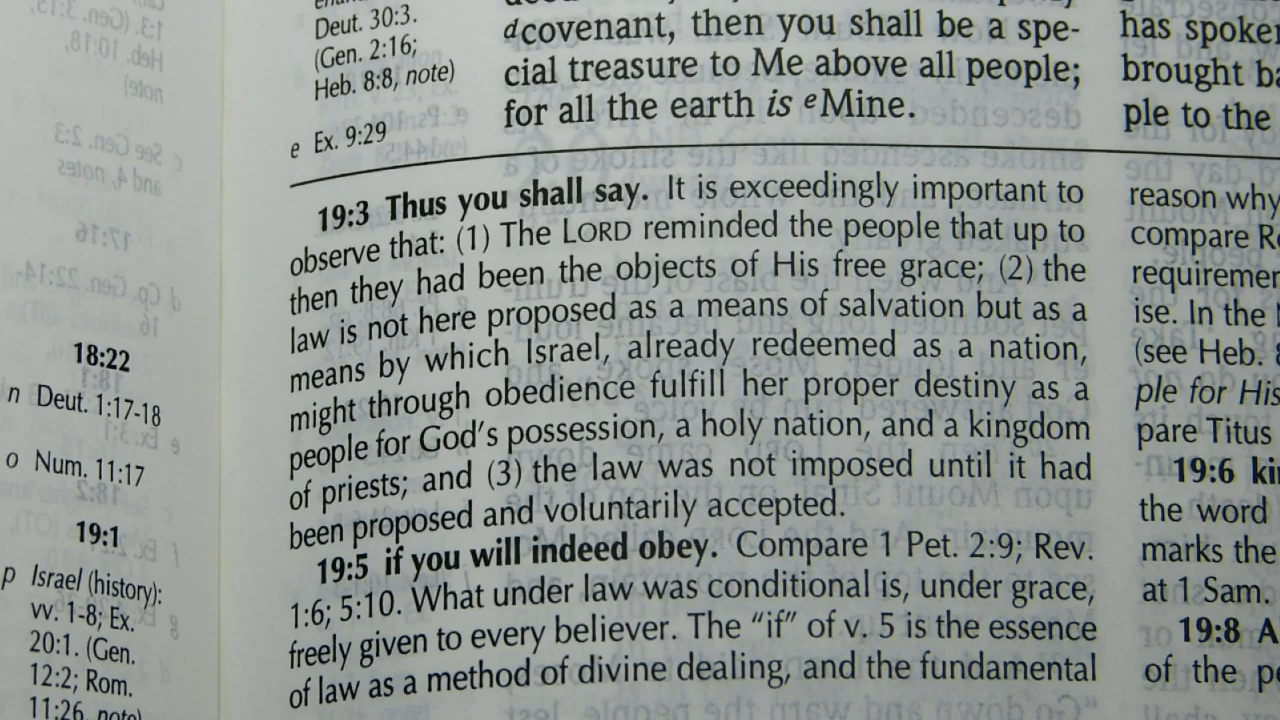 Deut. 30:3.
(Gen. 2:16;
Heb. 8:8, note)
e Ex. 9:29
18:22
n Deut. 1:17-18
o Num. 11:17
19:1
p Israel (history):
vv. 1-8; Ex.
20:1. (Gen.
12:2; Rom.
11:26, note)
dcovenant, then you shall be a spe-
cial treasure to Me above all people;
for all the earth is eMine.
19:3 Thus you shall say. It is exceedingly important to
observe that: (1) The LORD reminded the people that up to
then they had been the objects of His free grace; (2) the
law is not here proposed as a means of salvation but as a
means by which Israel, already redeemed as a nation,
might through obedience fulfill her proper destiny as a
people for God's possession, a holy nation, and a kingdom
of priests; and (3) the law was not imposed until it had
been proposed and voluntarily accepted.
19:5 if you will indeed obey. Compare 1 Pet. 2:9; Rev.
1:6; 5:10. What under law was conditional is, under grace,
freely given to every believer. The "if" of v. 5 is the essence
of law as a method of divine dealing, and the fundamental
has
brought
ple to the
reason why
compare
ise. In the
(see Heb.
ple for His
pare Titus
19:6
the word
marks the
at 1 Sam.
19:8 A
of the